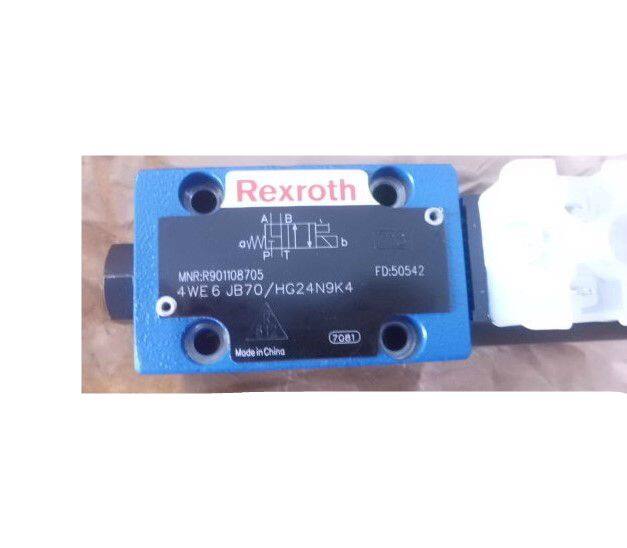 Rexroth
A B
a b
P T
MNR:R901108705 FD:50542
4WE 6 JB70/HG24N9K4
7081
Made in China